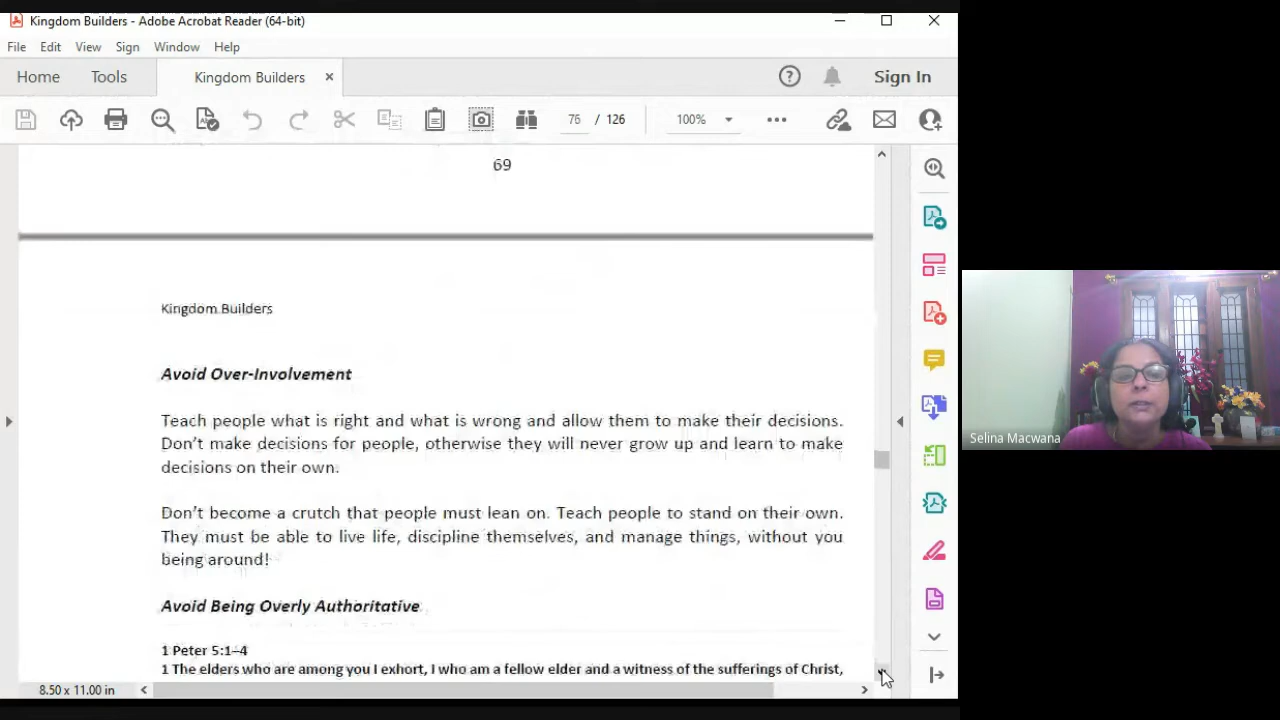 Kingdom Builders - Adobe Acrobat Reader (64-bit)
File Edit View Sign Window Help
Home Tools Kingdom Builders × Sign In
76 / 126 100%
69
Kingdom Builders
Avoid Over-Involvement
Teach people what is right and what is wrong and allow them to make their decisions.
Don't make decisions for people, otherwise they will never grow up and learn to make
decisions on their own.
Don't become a crutch that people must lean on. Teach people to stand on their own.
They must be able to live life, discipline themselves, and manage things, without you
being around!
Avoid Being Overly Authoritative
1 Peter 5:1–4
1 The elders who are among you I exhort, I who am a fellow elder and a witness of the sufferings of Christ,
8.50 x 11.00 in
Selina Macwana